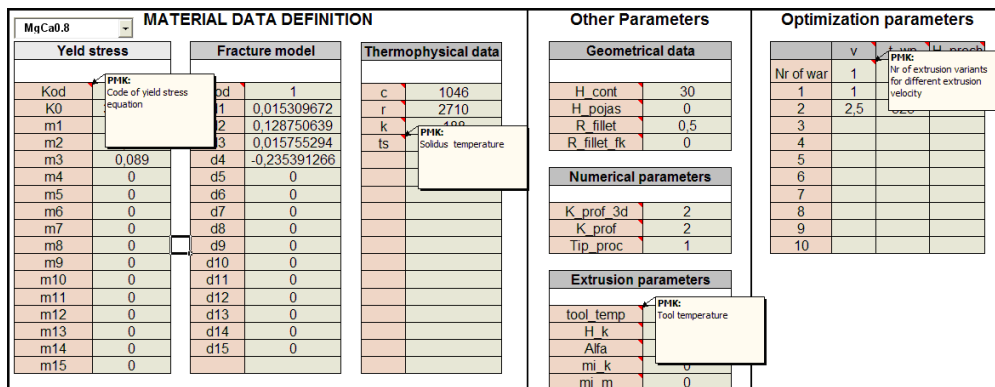 MgCa0.8
MATERIAL DATA DEFINITION
Yeld stress
Kod
K0
m1
m2
m3 0,089
m4 0
m5 0
m6 0
m7 0
m8 0
m9 0
m10 0
m11 0
m12 0
m13 0
m14 0
m15 0
PMK:
Code of yield stress
equation
Fracture model
1
0,015309672
0,128750639
0,015755294
d4 -0,235391266
d5 0
d6 0
d7 0
d8 0
d9 0
d10 0
d11 0
d12 0
d13 0
d14 0
d15 0
Thermophysical data
c 1046
r 2710
k
ts
PMK:
Solidus temperature
Other Parameters
Geometrical data
H_cont 30
H_pojas 0
R_fillet 0,5
R_fillet_fk 0
Numerical parameters
K_prof_3d 2
K_prof 2
Tip_proc 1
Extrusion parameters
tool_temp
H_k
Alfa
mi_k
mi_m 0
PMK:
Tool temperature
Optimization parameters
v
Nr of war 1
1 1
2 2,5
3
4
5
6
7
8
9
10
PMK:
Nr of extrusion variants
for different extrusion
velocity